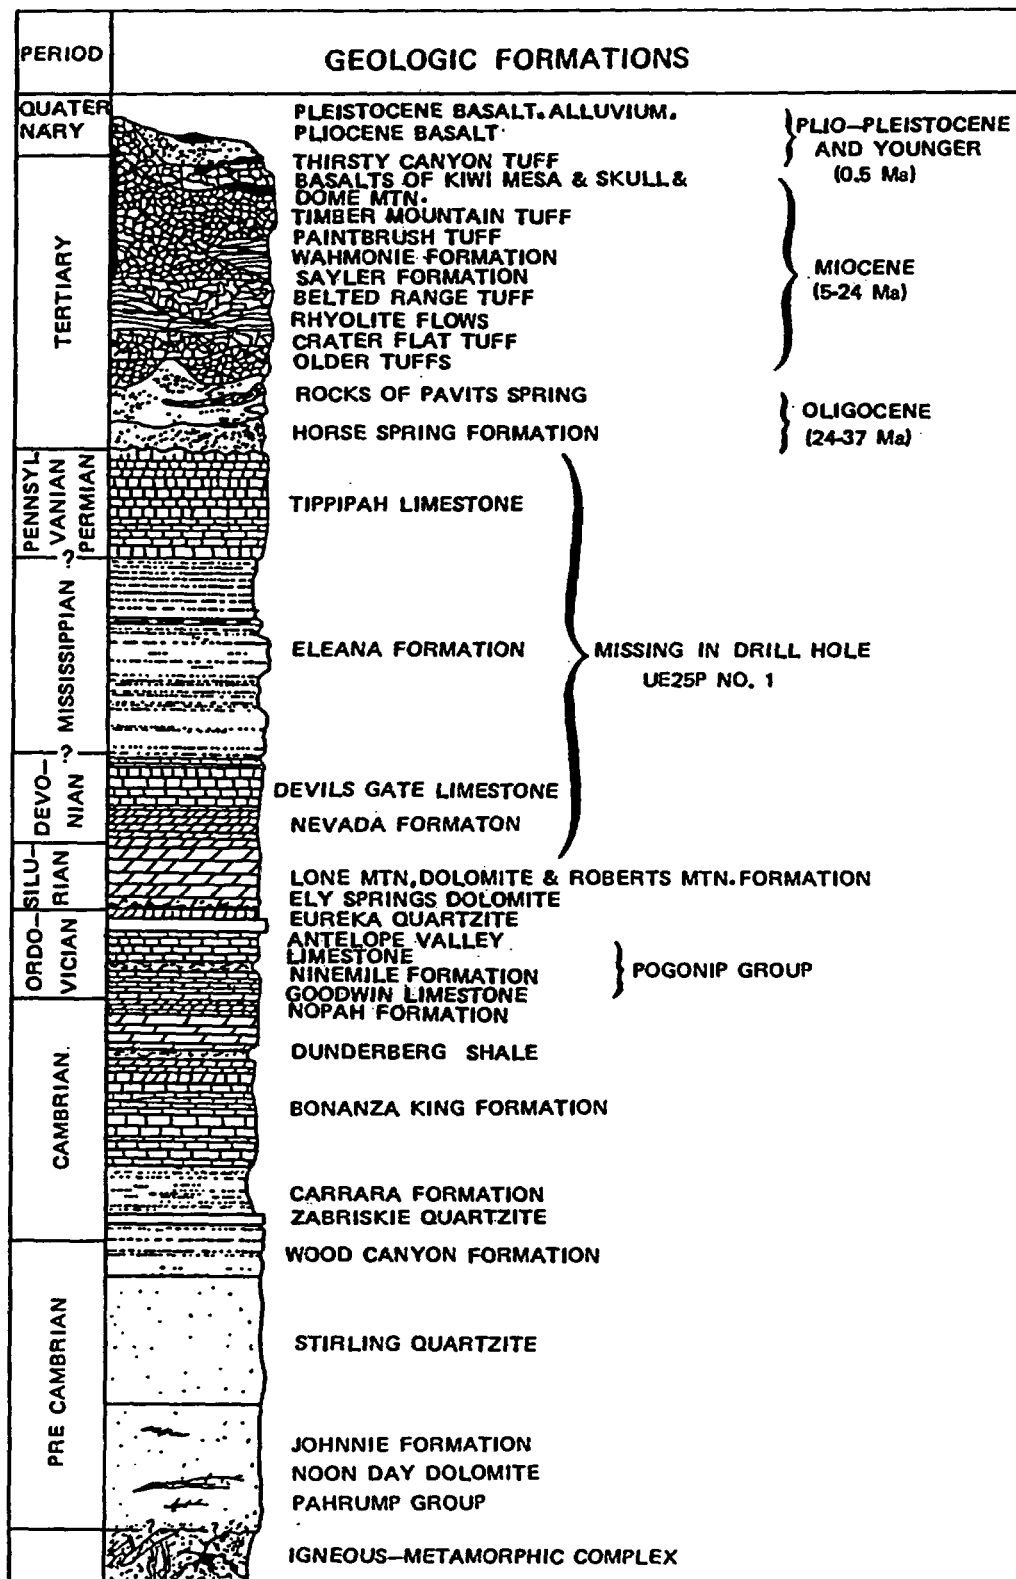 PERIOD
GEOLOGIC FORMATIONS
QUATER
NARY
PLEISTOCENE BASALT. ALLUVIUM.
PLIOCENE BASALT
PLIO-PLEISTOCENE
AND YOUNGER
(0.5 Ma)
TERTIARY
THIRSTY CANYON TUFF
BASALTS OF KIWI MESA & SKULL &
DOME MTN.
TIMBER MOUNTAIN TUFF
PAINTBRUSH TUFF
WAHMONIE FORMATION
SAYLER FORMATION
BELTED RANGE TUFF
RHYOLITE FLOWS
CRATER FLAT TUFF
OLDER TUFFS
MIOCENE
(5-24 Ma)
ROCKS OF PAVITS SPRING
HORSE SPRING FORMATION
OLIGOCENE
(24-37 Ma)
PENNSYL
VANIAN
PERMIAN
?
TIPPIPAH LIMESTONE
MISSISSIPPIAN
?
ELEANA FORMATION
MISSING IN DRILL HOLE
UE25P NO. 1
DEVO-
NIAN
DEVILS GATE LIMESTONE
NEVADA FORMATON
SILU-
RIAN
LONE MTN, DOLOMITE & ROBERTS MTN. FORMATION
ELY SPRINGS DOLOMITE
ORDO-
VICIAN
EUREKA QUARTZITE
ANTELOPE VALLEY
LIMESTONE
NINEMILE FORMATION
GOODWIN LIMESTONE
POGONIP GROUP
CAMBRIAN.
NOPAH FORMATION
DUNDERBERG SHALE
BONANZA KING FORMATION
CARRARA FORMATION
ZABRISKIE QUARTZITE
PRE CAMBRIAN
WOOD CANYON FORMATION
STIRLING QUARTZITE
JOHNNIE FORMATION
NOON DAY DOLOMITE
PAHRUMP GROUP
? ?
IGNEOUS-METAMORPHIC COMPLEX